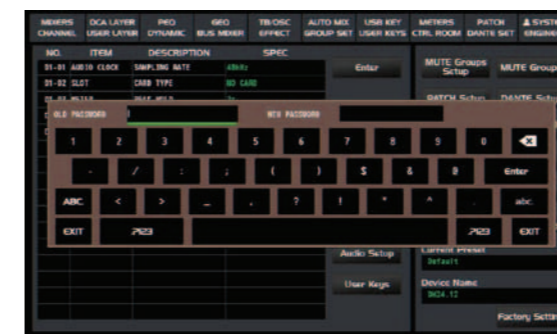 MIXERS DCA LAYER PEQ GEQ TB/OSC AUTO MIX USB KEY METERS PATCH SYSTEM
CHANNEL USER LAYER DYNAMIC BUS MIXER EFFECT GROUP SET USER KEYS CTRL ROOM DANTE SET ENGINEER
NO. ITEM DESCRIPTION SPEC
01-01 AUDIO CLOCK SAMPLING RATE 48kHz
Enter
MUTE Groups Setup
MUTE Group
01-02 SLOT CARD TYPE NO CARD
PATCH Setup
OLD PASSWORD NEW PASSWORD
1 2 3 4 5 6 7 8 9 0
- / : ; ( ) $ & @ Enter
ABC < > _ . ? ! " ^ abc.
EXIT .?123 .?123 EXIT
Audio Setup
Current Preset
Default
User Keys
Device Name
Factory Setti